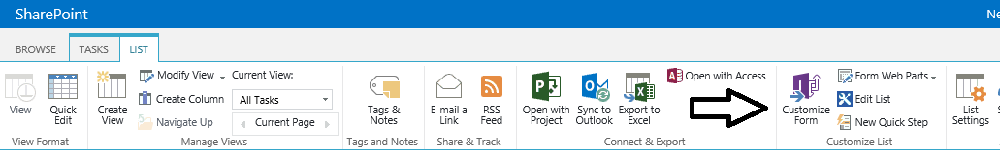 SharePoint
Ne
BROWSE TASKS LIST
View
Quick Edit
View Format
Create View
Modify View
Create Column
Navigate Up
Current View:
All Tasks
Current Page
Manage Views
Tags & Notes
Tags and Notes
E-mail a Link
RSS Feed
Share & Track
Open with Project
Sync to Outlook
Export to Excel
Open with Access
Connect & Export
Customize Form
Form Web Parts
Edit List
New Quick Step
Customize List
List Settings